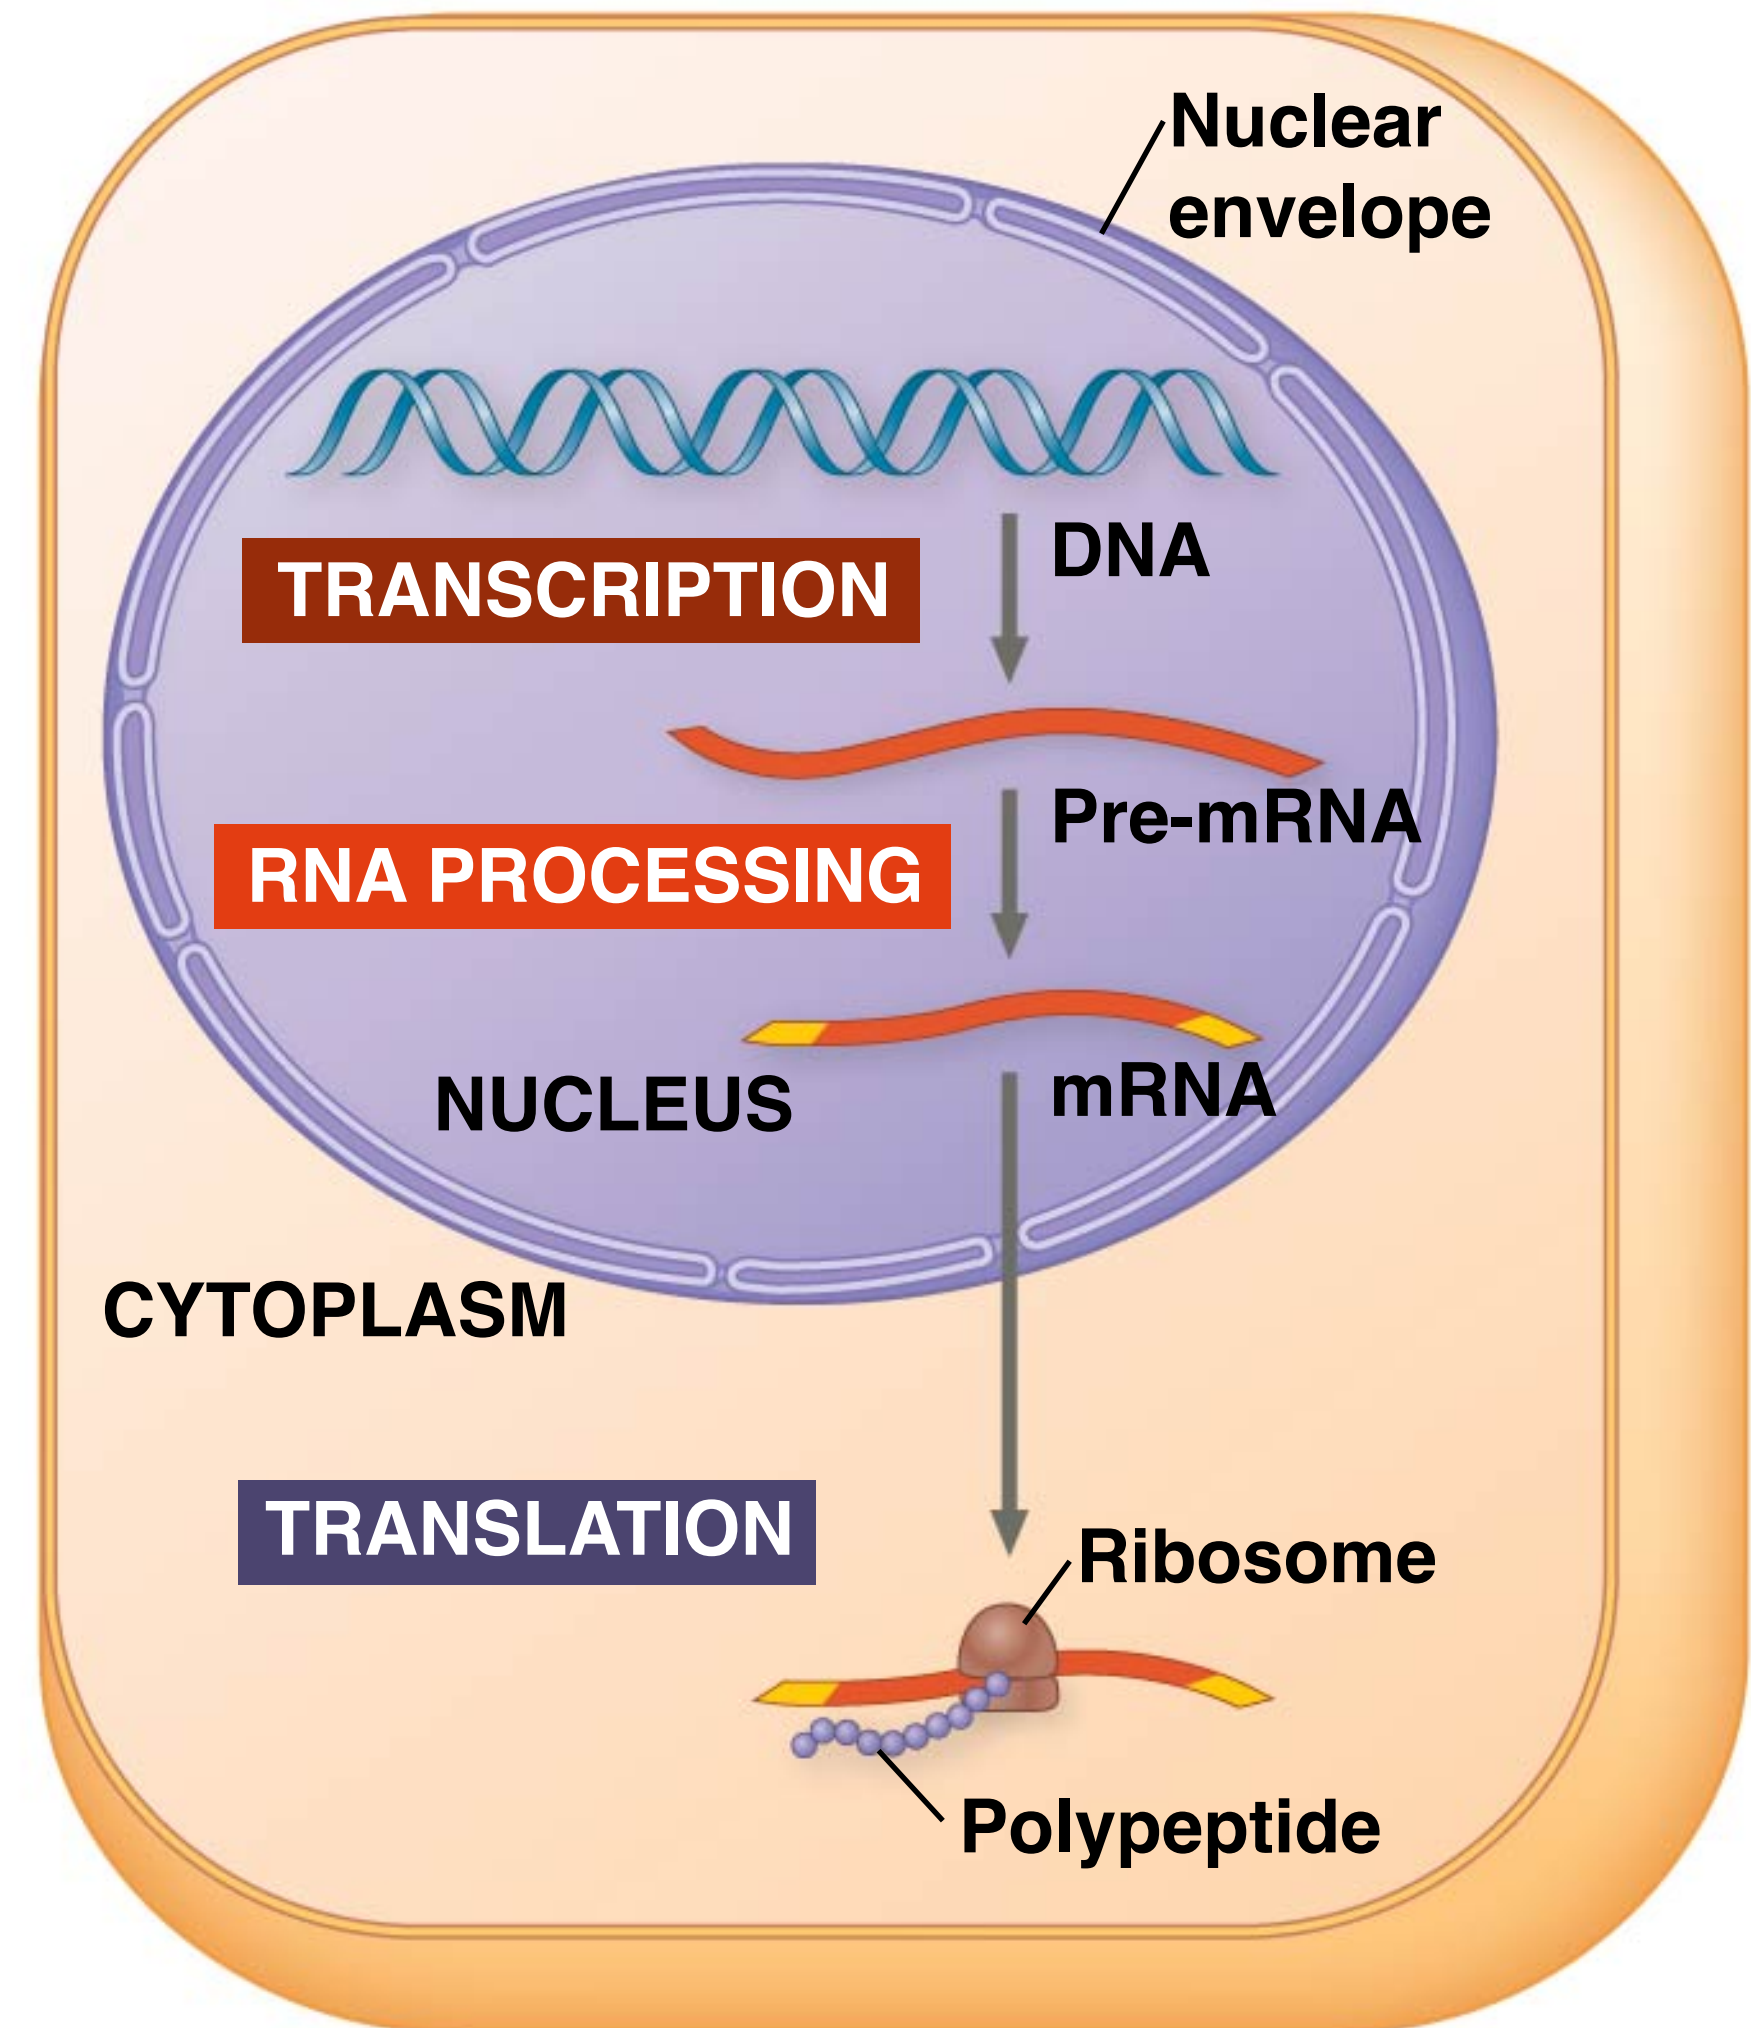 Nuclear
envelope
DNA
TRANSCRIPTION
Pre-mRNA
RNA PROCESSING
mRNA
NUCLEUS
CYTOPLASM
TRANSLATION
Ribosome
Polypeptide